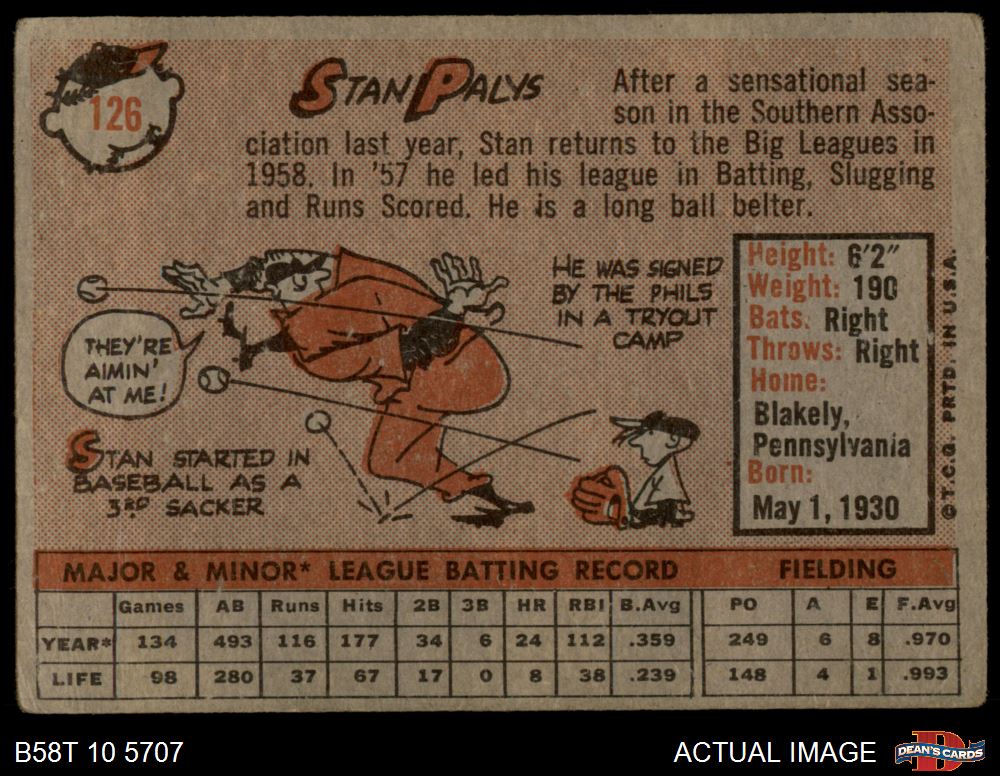 126
STAN PALYS
After a sensational sea-
son in the Southern Asso-
ciation last year, Stan returns to the Big Leagues in
1958. In '57 he led his league in Batting, Slugging
and Runs Scored. He is a long ball belter.
HE WAS SIGNED
BY THE PHILS
IN A TRYOUT
CAMP
THEY'RE
AIMIN'
AT ME!
STAN STARTED IN
BASEBALL AS A
3RD SACKER
Height: 6'2"
Weight: 190
Bats: Right
Throws: Right
Home:
Blakely,
Pennsylvania
Born:
May 1, 1930
©T.C.G. PRTD. IN U.S.A.
MAJOR & MINOR* LEAGUE BATTING RECORD FIELDING
Games AB Runs Hits 2B 3B HR RBI B.Avg PO A E F.Avg
YEAR* 134 493 116 177 34 6 24 112 .359 249 6 8 .970
LIFE 98 280 37 67 17 0 8 38 .239 148 4 1 .993
B58T 10 5707 ACTUAL IMAGE DEAN'S CARDS